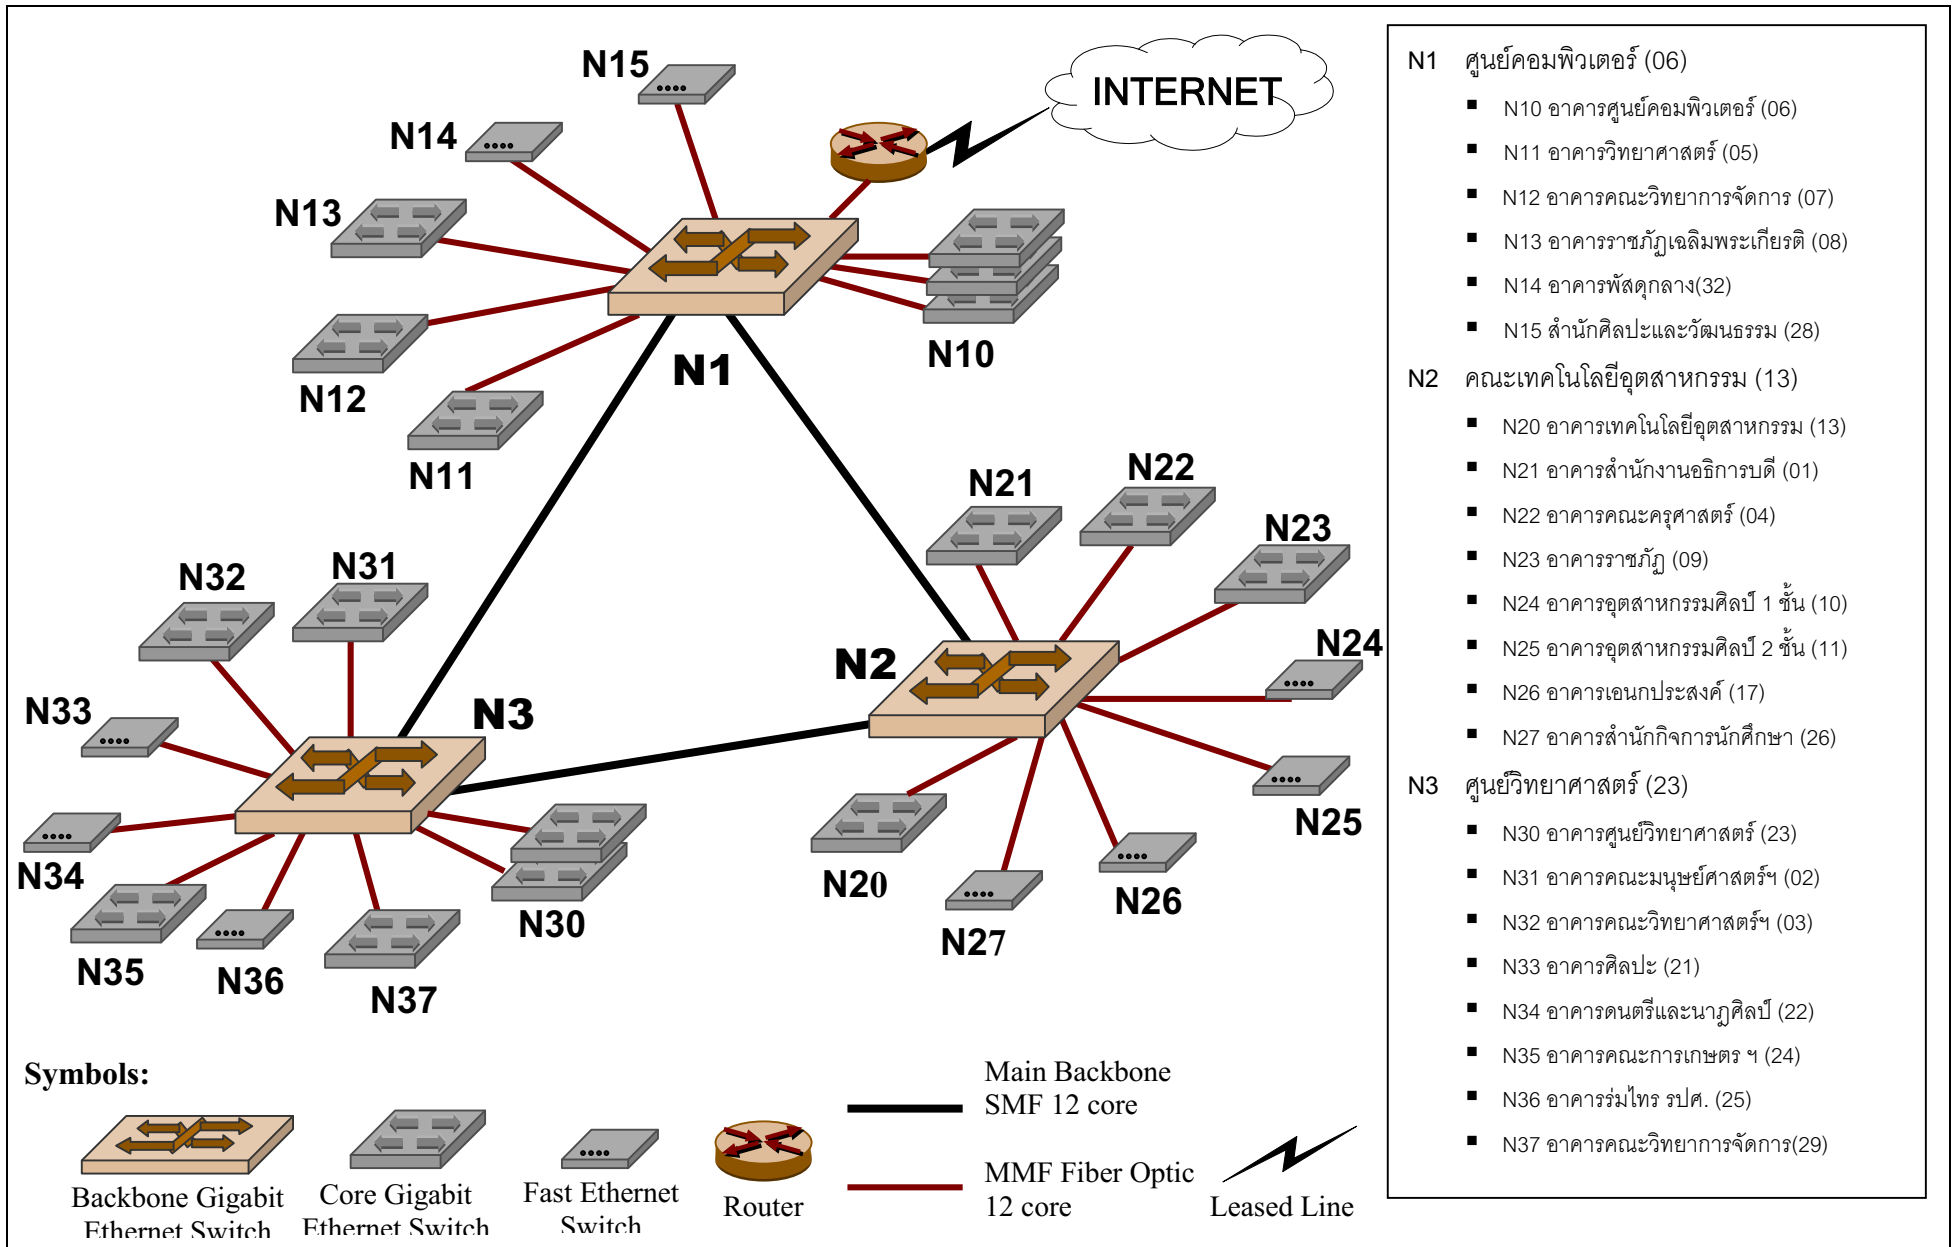 N15
INTERNET
N14
N13
N10
N12
N1
N11
N21
N22
N23
N32
N31
N2
N24
N33
N3
N25
N34
N20
N26
N30
N27
N35
N36
N37
Symbols:
Main Backbone
SMF 12 core
MMF Fiber Optic
12 core
Backbone Gigabit
Ethernet Switch
Core Gigabit
Ethernet Switch
Fast Ethernet
Switch
Router
Leased Line
N1 ศูนย์คอมพิวเตอร์ (06)
▪ N10 อาคารศูนย์คอมพิวเตอร์ (06)
▪ N11 อาคารวิทยาศาสตร์ (05)
▪ N12 อาคารคณะวิทยาการจัดการ (07)
▪ N13 อาคารราชภัฏเฉลิมพระเกียรติ (08)
▪ N14 อาคารพัสดุกลาง(32)
▪ N15 สำนักศิลปะและวัฒนธรรม (28)
N2 คณะเทคโนโลยีอุตสาหกรรม (13)
▪ N20 อาคารเทคโนโลยีอุตสาหกรรม (13)
▪ N21 อาคารสำนักงานอธิการบดี (01)
▪ N22 อาคารคณะครุศาสตร์ (04)
▪ N23 อาคารราชภัฏ (09)
▪ N24 อาคารอุตสาหกรรมศิลป์ 1 ชั้น (10)
▪ N25 อาคารอุตสาหกรรมศิลป์ 2 ชั้น (11)
▪ N26 อาคารเอนกประสงค์ (17)
▪ N27 อาคารสำนักกิจการนักศึกษา (26)
N3 ศูนย์วิทยาศาสตร์ (23)
▪ N30 อาคารศูนย์วิทยาศาสตร์ (23)
▪ N31 อาคารคณะมนุษย์ศาสตร์ฯ (02)
▪ N32 อาคารคณะวิทยาศาสตร์ฯ (03)
▪ N33 อาคารศิลปะ (21)
▪ N34 อาคารดนตรีและนาฏศิลป์ (22)
▪ N35 อาคารคณะการเกษตร ฯ (24)
▪ N36 อาคารร่มไทร รปศ. (25)
▪ N37 อาคารคณะวิทยาการจัดการ(29)